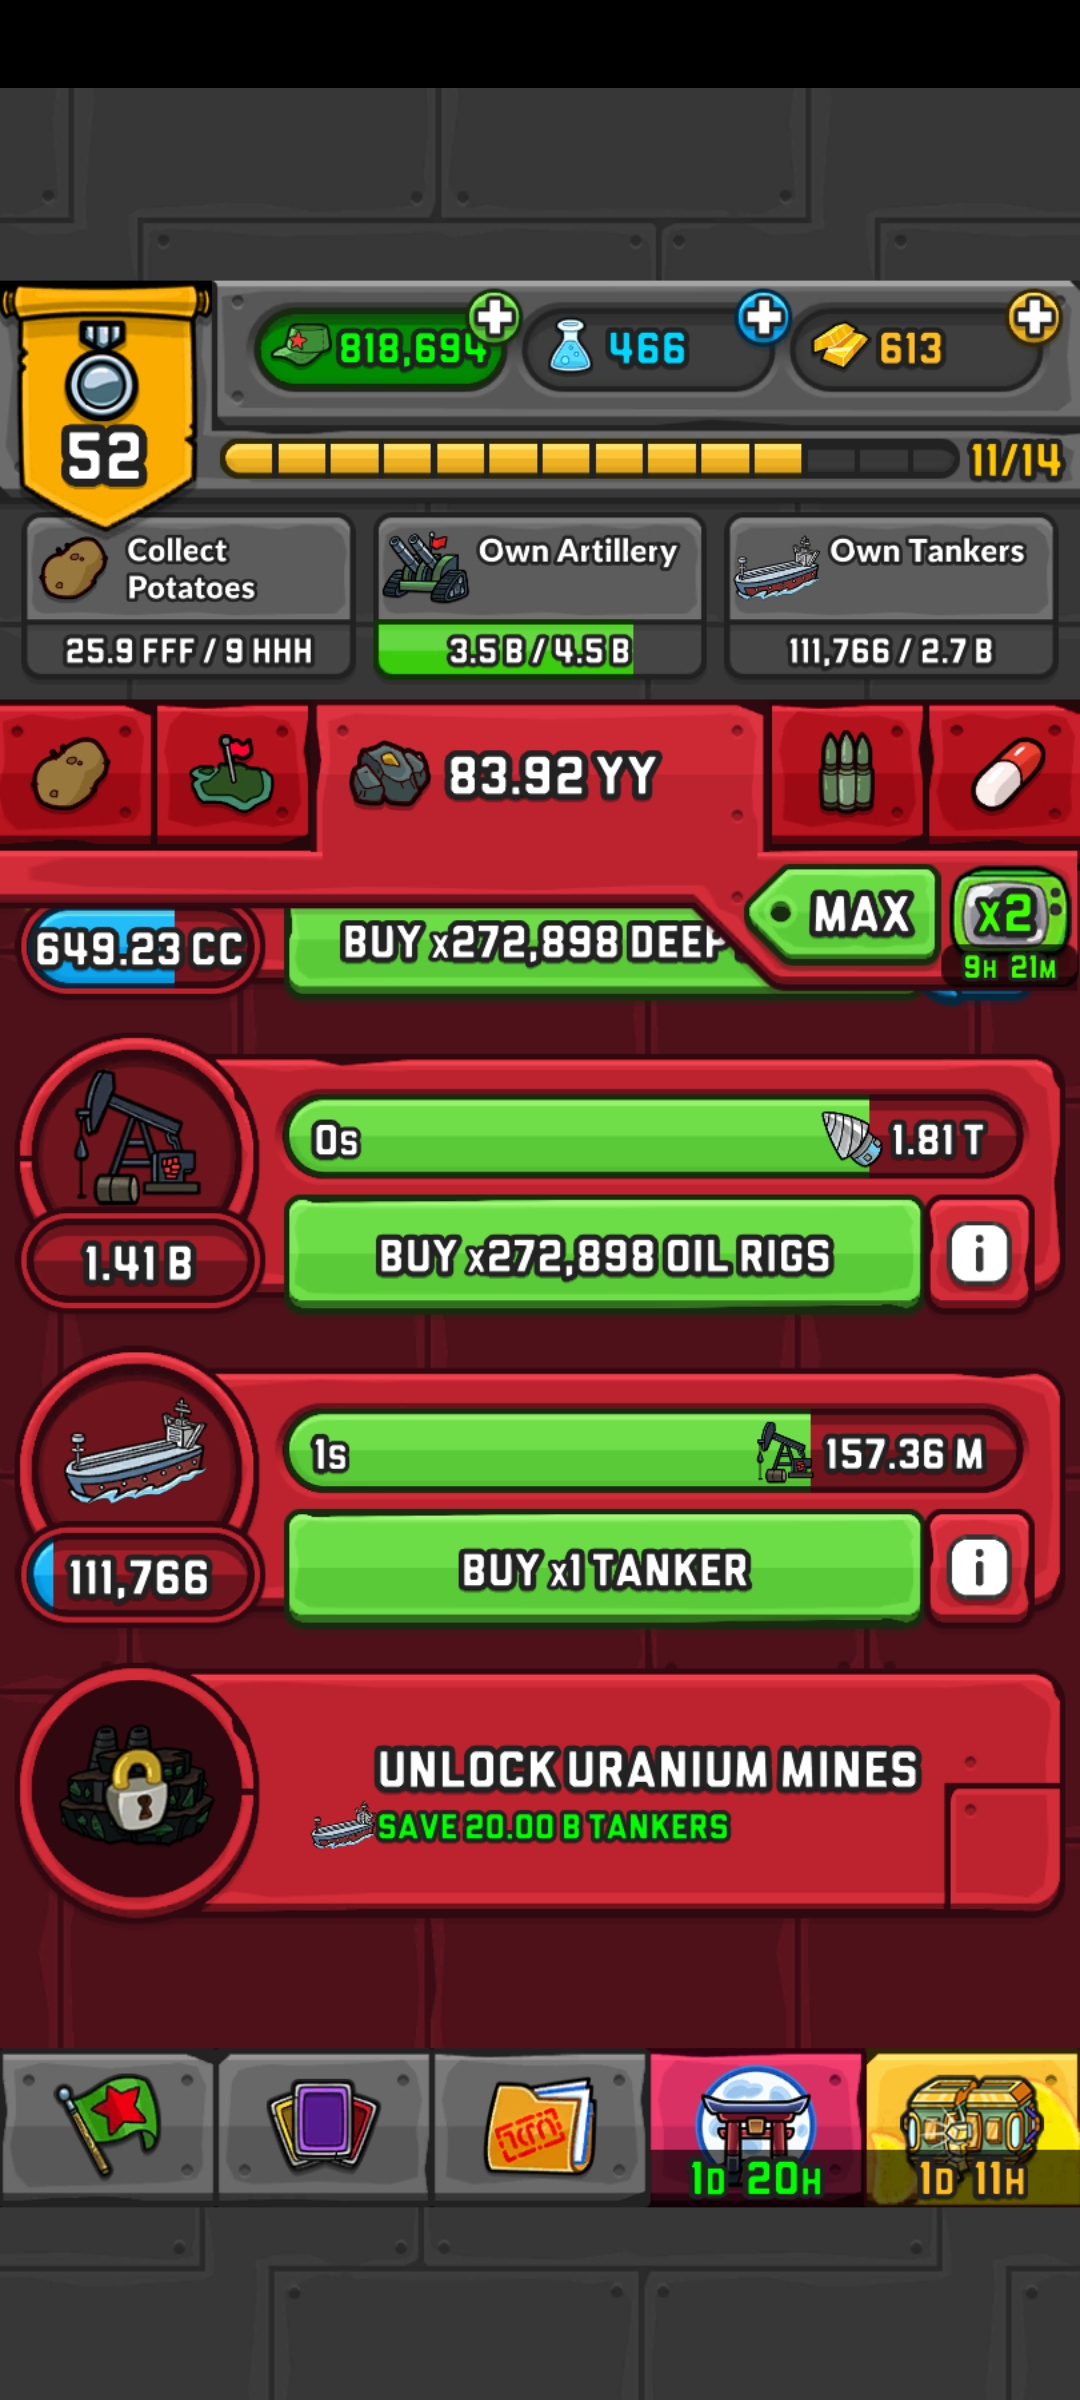 818,694
466
613
52
11/14
Collect
Potatoes
25.9 FFF / 9 HHH
Own Artillery
3.5 B / 4.5 B
Own Tankers
111,766 / 2.7 B
83.92 YY
MAX
x2
9H 21M
649.23 CC
BUY x272,898 DEEP
0s
1.81 T
1.41 B
BUY x272,898 OIL RIGS
1s
157.36 M
111,766
BUY x1 TANKER
UNLOCK URANIUM MINES
SAVE 20.00 B TANKERS
1D 20H
1D 11H